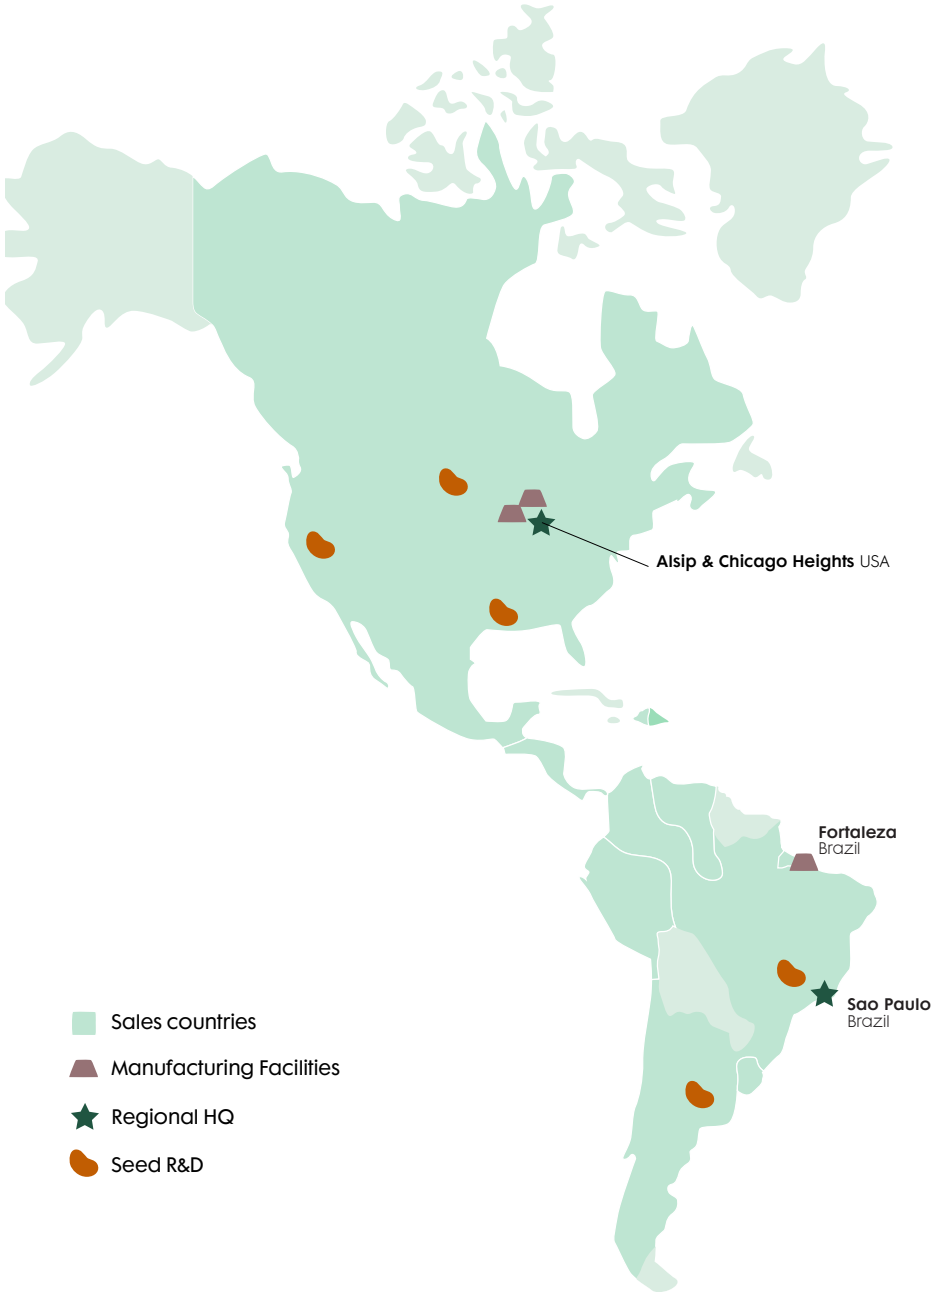 Alsip & Chicago Heights USA
Fortaleza
Brazil
Sao Paulo
Brazil
Sales countries
Manufacturing Facilities
Regional HQ
Seed R&D